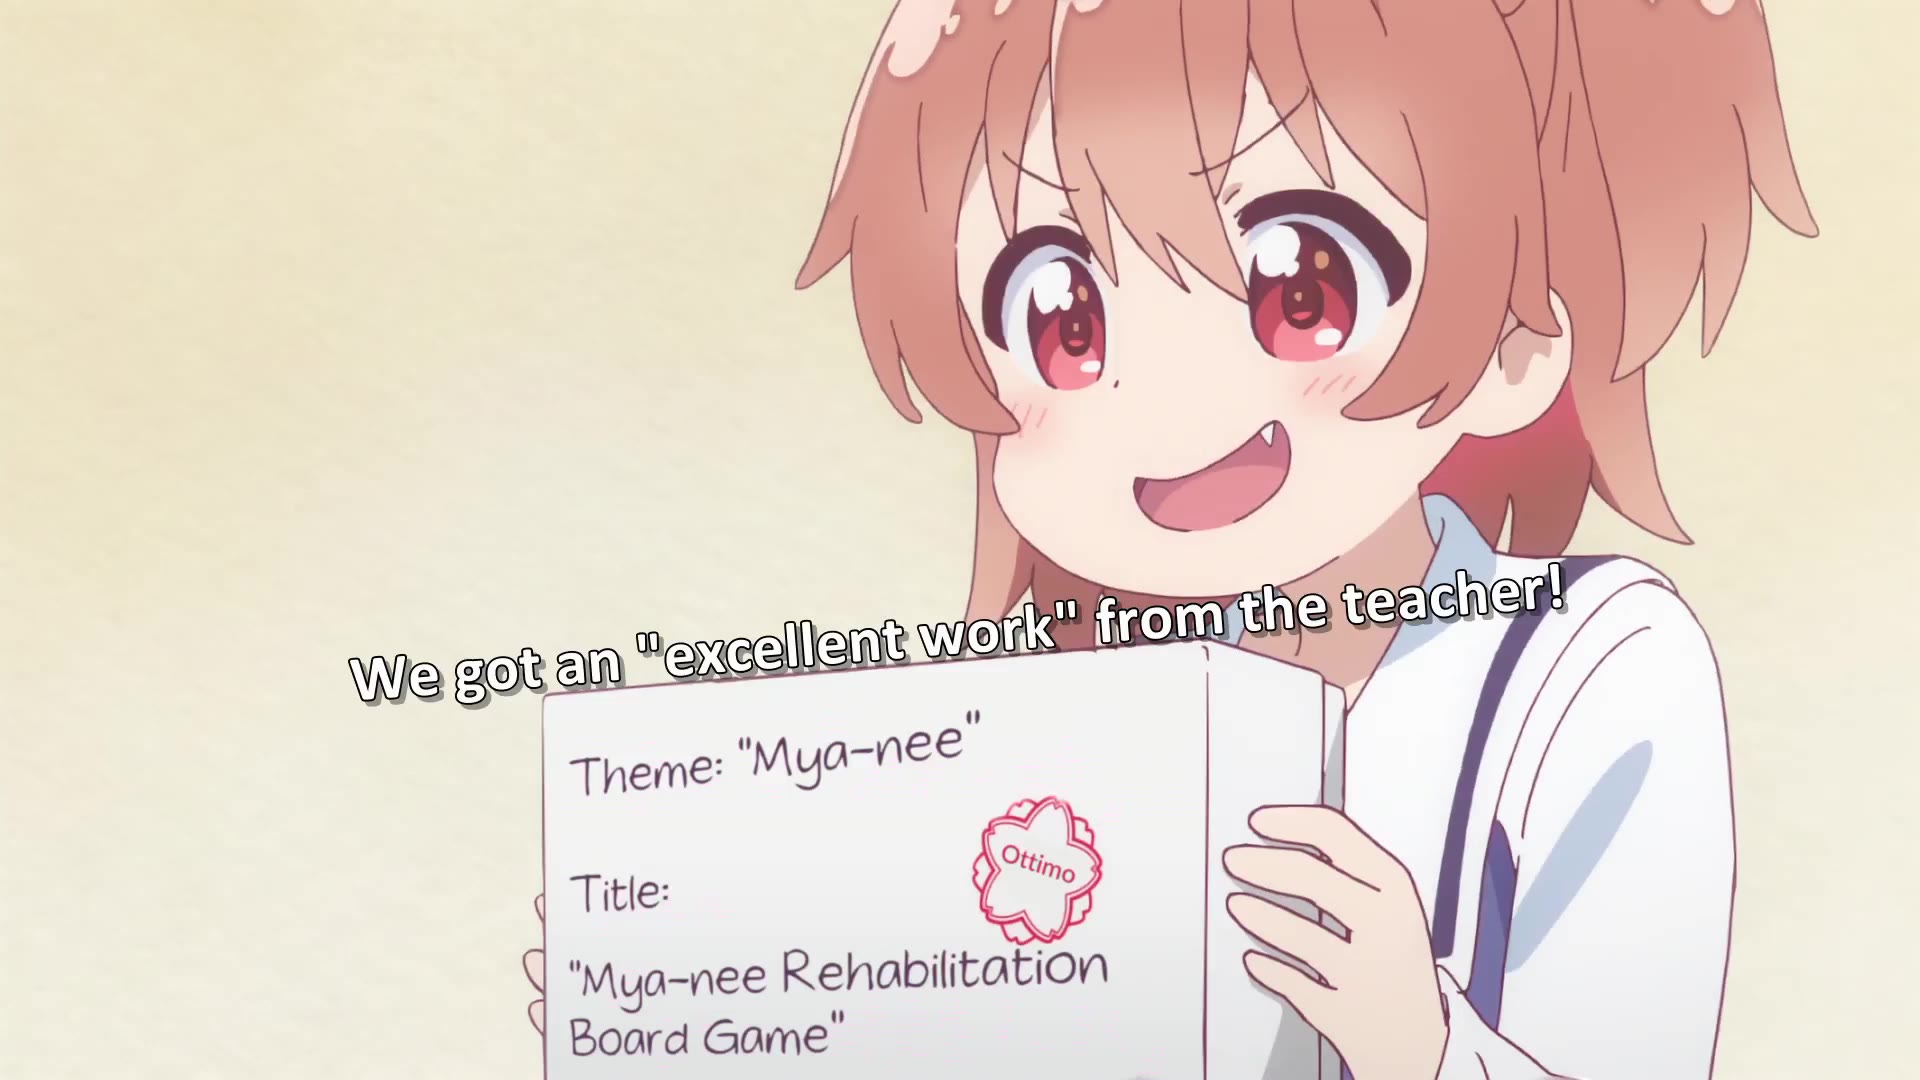 We got an "excellent work" from the teacher!
Theme: "Mya-nee"
Ottimo
Title:
"Mya-nee Rehabilitation
Board Game"